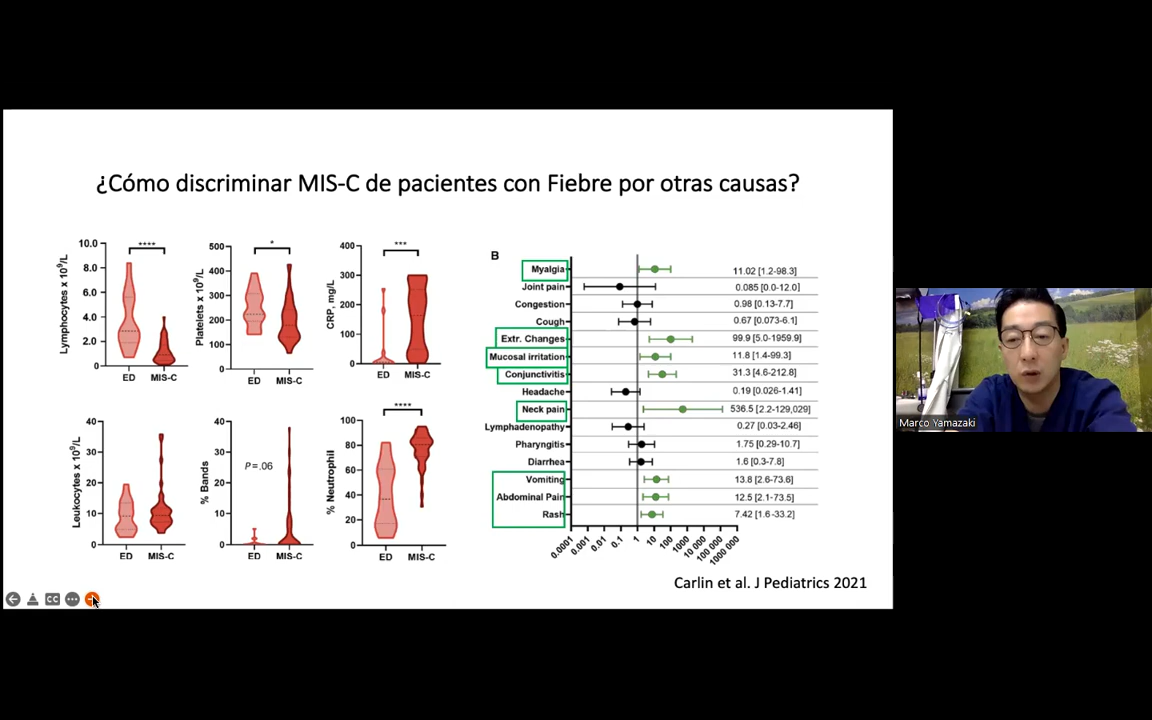 ¿Cómo discriminar MIS-C de pacientes con Fiebre por otras causas?
Lymphocytes x 10⁹/L
10.0
8.0
6.0
4.0
2.0
0
****
ED
MIS-C
Platelets x 10⁹/L
500
400
300
200
100
0
*
ED
MIS-C
CRP, mg/L
400
300
200
100
0
***
ED
MIS-C
Leukocytes x 10⁹/L
40
30
20
10
0
ED
MIS-C
% Bands
40
30
20
10
0
P=.06
ED
MIS-C
% Neutrophil
100
80
60
40
20
0
****
ED
MIS-C
B
Myalgia 11.02 [1.2-98.3]
Joint pain 0.085 [0.0-12.0]
Congestion 0.98 [0.13-7.7]
Cough 0.67 [0.073-6.1]
Extr. Changes 99.9 [5.0-1959.9]
Mucosal irritation 11.8 [1.4-99.3]
Conjunctivitis 31.3 [4.6-212.8]
Headache 0.19 [0.026-1.41]
Neck pain 536.5 [2.2-129,029]
Lymphadenopathy 0.27 [0.03-2.46]
Pharyngitis 1.75 [0.29-10.7]
Diarrhea 1.6 [0.3-7.8]
Vomiting 13.8 [2.6-73.6]
Abdominal Pain 12.5 [2.1-73.5]
Rash 7.42 [1.6 -33.2]
0.0001 0.001 0.01 0.1 1 10 100 1000 10 000 100 000 1000 000
Carlin et al. J Pediatrics 2021
CC
Marco Yamazaki